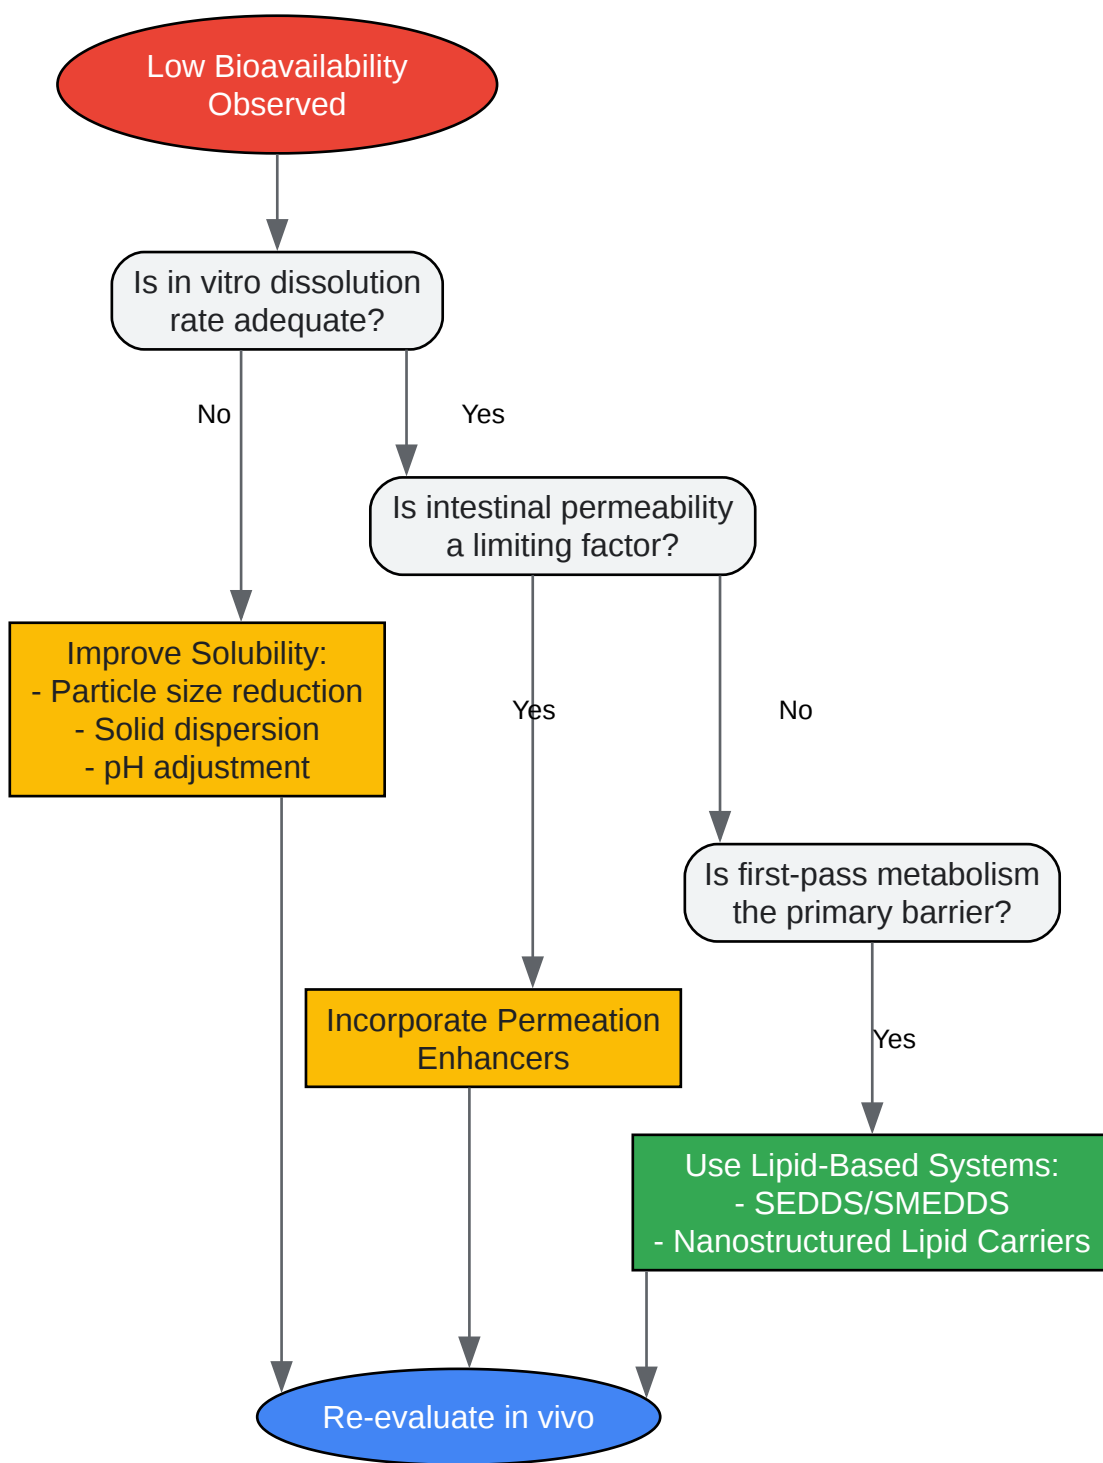 Low Bioavailability
Observed
Is in vitro dissolution
rate adequate?
No
Yes
Is intestinal permeability
a limiting factor?
Improve Solubility:
- Particle size reduction
- Solid dispersion
- pH adjustment
Yes
No
Is first-pass metabolism
the primary barrier?
Incorporate Permeation
Enhancers
Yes
Use Lipid-Based Systems:
- SEDDS/SMEDDS
- Nanostructured Lipid Carriers
Re-evaluate in vivo